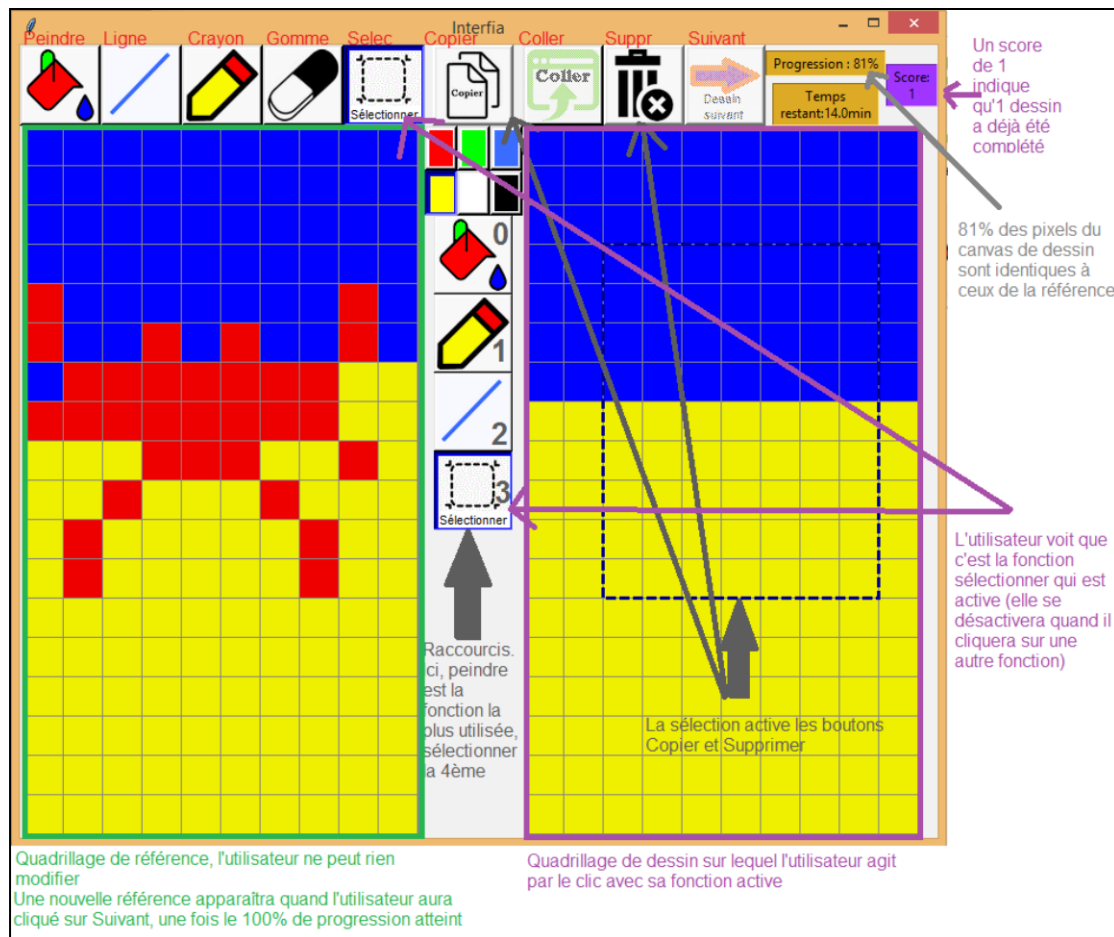 Interfia
Peindre Ligne Crayon Gomme Selec Copier Coller Suppr Suivant
Sélectionner
Copier
Coller
Dessin
suivant
Progression : 81%
Temps
restant:14.0min
Score:
1
Un score
de 1
indique
qu'1 dessin
a déjà été
complété
81% des pixels du
canvas de dessin
sont identiques à
ceux de la référence
0
1
2
3
Sélectionner
L'utilisateur voit que
c'est la fonction
sélectionner qui est
active (elle se
désactivera quand il
cliquera sur une
autre fonction)
Raccourcis.
Ici, peindre
est la
fonction la
plus utilisée,
sélectionner
la 4ème
La sélection active les boutons
Copier et Supprimer
Quadrillage de référence, l'utilisateur ne peut rien
modifier
Une nouvelle référence apparaîtra quand l'utilisateur aura
cliqué sur Suivant, une fois le 100% de progression atteint
Quadrillage de dessin sur lequel l'utilisateur agit
par le clic avec sa fonction active